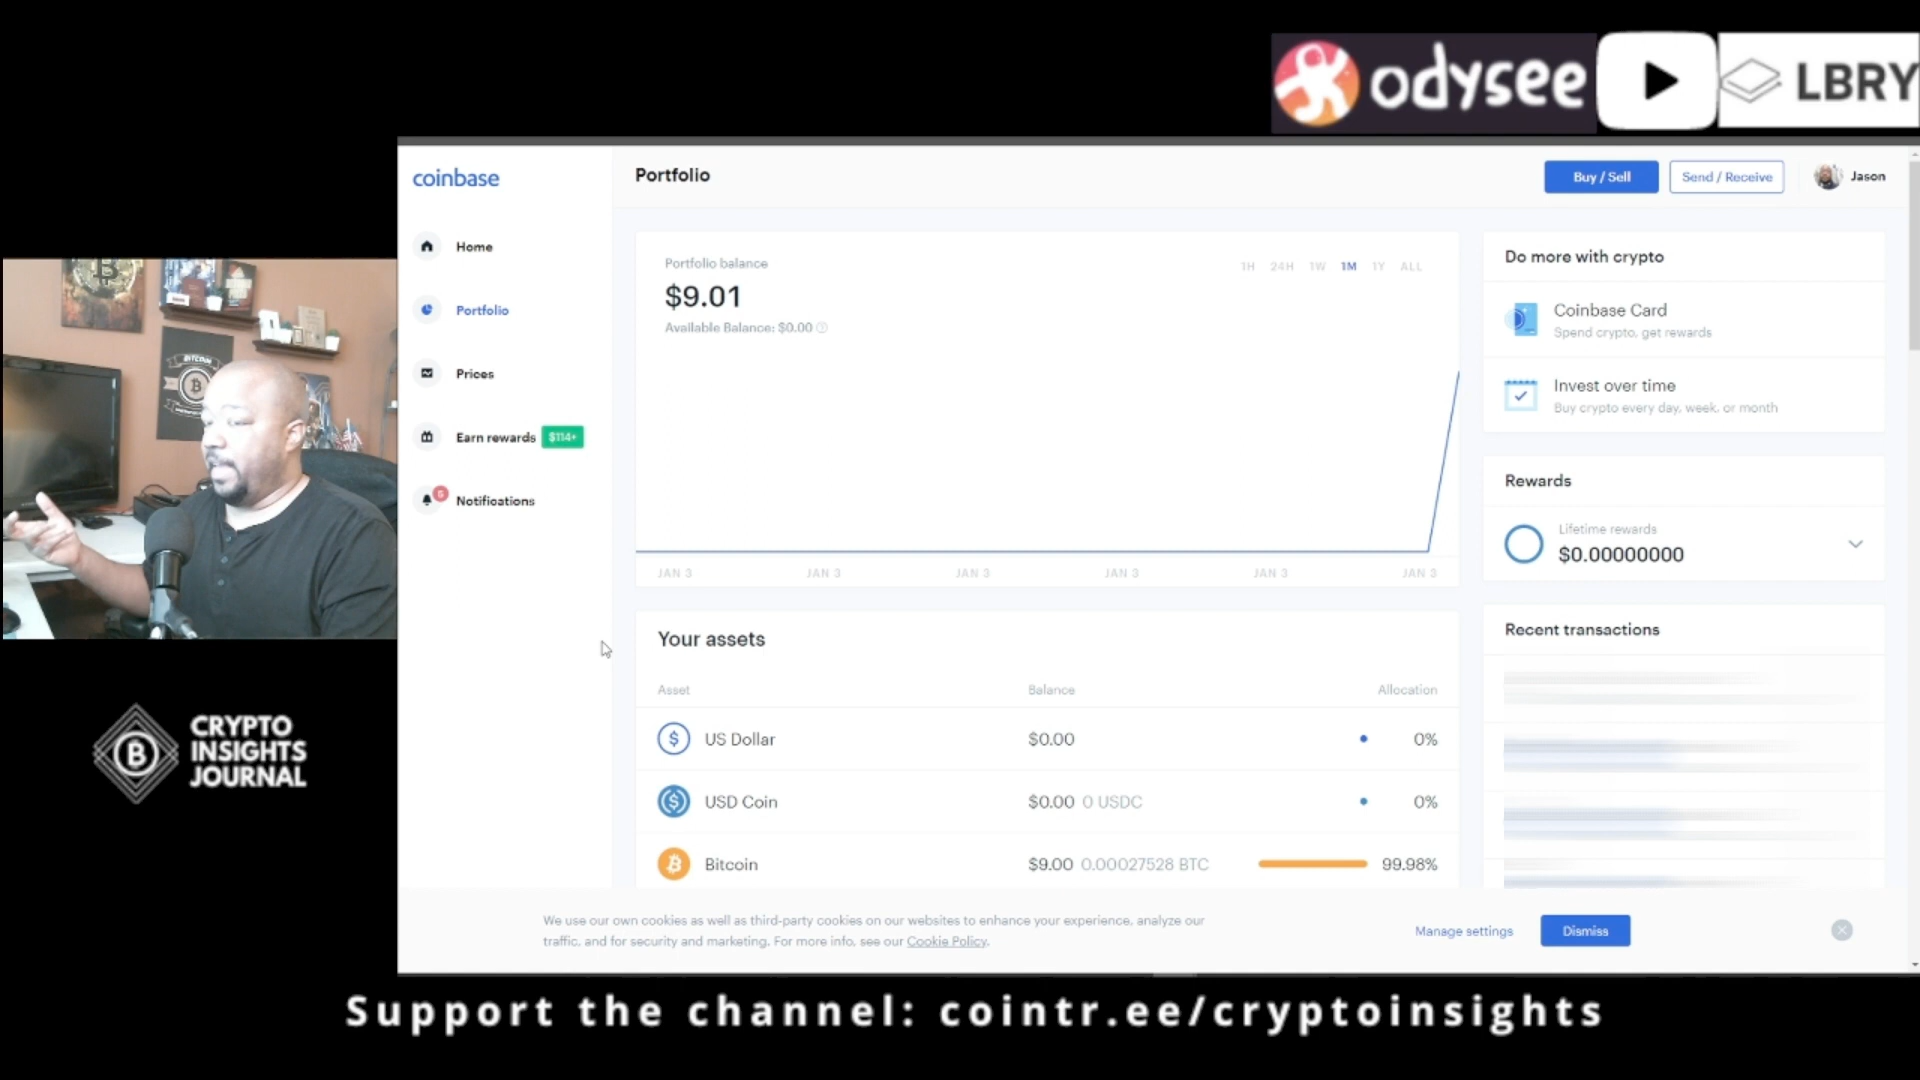 odysee
LBRY
coinbase
Portfolio
Buy / Sell
Send / Receive
Jason
Home
Portfolio
Prices
Earn rewards $114+
5
Notifications
Portfolio balance
$9.01
Available Balance: $0.00
1H 24H 1W 1M 1Y ALL
JAN 3 JAN 3 JAN 3 JAN 3 JAN 3 JAN 3
Do more with crypto
Coinbase Card
Spend crypto, get rewards
Invest over time
Buy crypto every day, week, or month
Rewards
Lifetime rewards
$0.00000000
Recent transactions
Your assets
Asset Balance Allocation
US Dollar $0.00 0%
USD Coin $0.00 0 USDC 0%
Bitcoin $9.00 0.00027528 BTC 99.98%
We use our own cookies as well as third-party cookies on our websites to enhance your experience, analyze our
traffic, and for security and marketing. For more info, see our Cookie Policy.
Manage settings
Dismiss
BITCOIN
CRYPTO
INSIGHTS
JOURNAL
Support the channel: cointr.ee/cryptoinsights